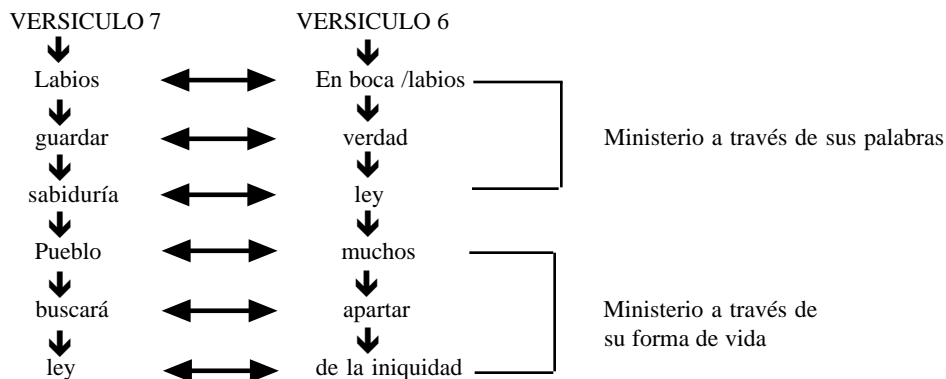 VERSICULO 7 VERSICULO 6
Labios En boca /labios
guardar verdad Ministerio a través de sus palabras
sabiduría ley
Pueblo muchos
buscará apartar Ministerio a través de
su forma de vida
ley de la iniquidad